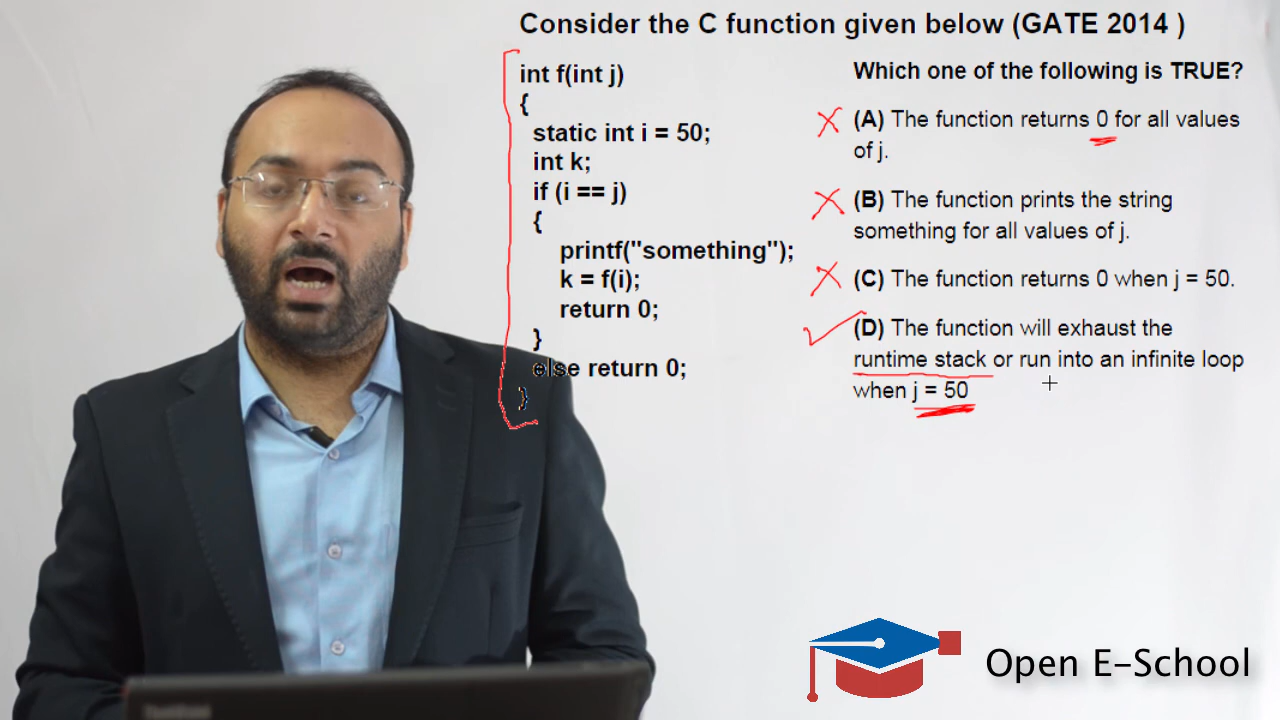 Consider the C function given below (GATE 2014 )
int f(int j)
{
static int i = 50;
int k;
if (i == j)
{
printf("something");
k = f(i);
return 0;
}
else return 0;
}
Which one of the following is TRUE?
(A) The function returns 0 for all values
of j.
(B) The function prints the string
something for all values of j.
(C) The function returns 0 when j = 50.
(D) The function will exhaust the
runtime stack or run into an infinite loop
when j = 50
Open E-School